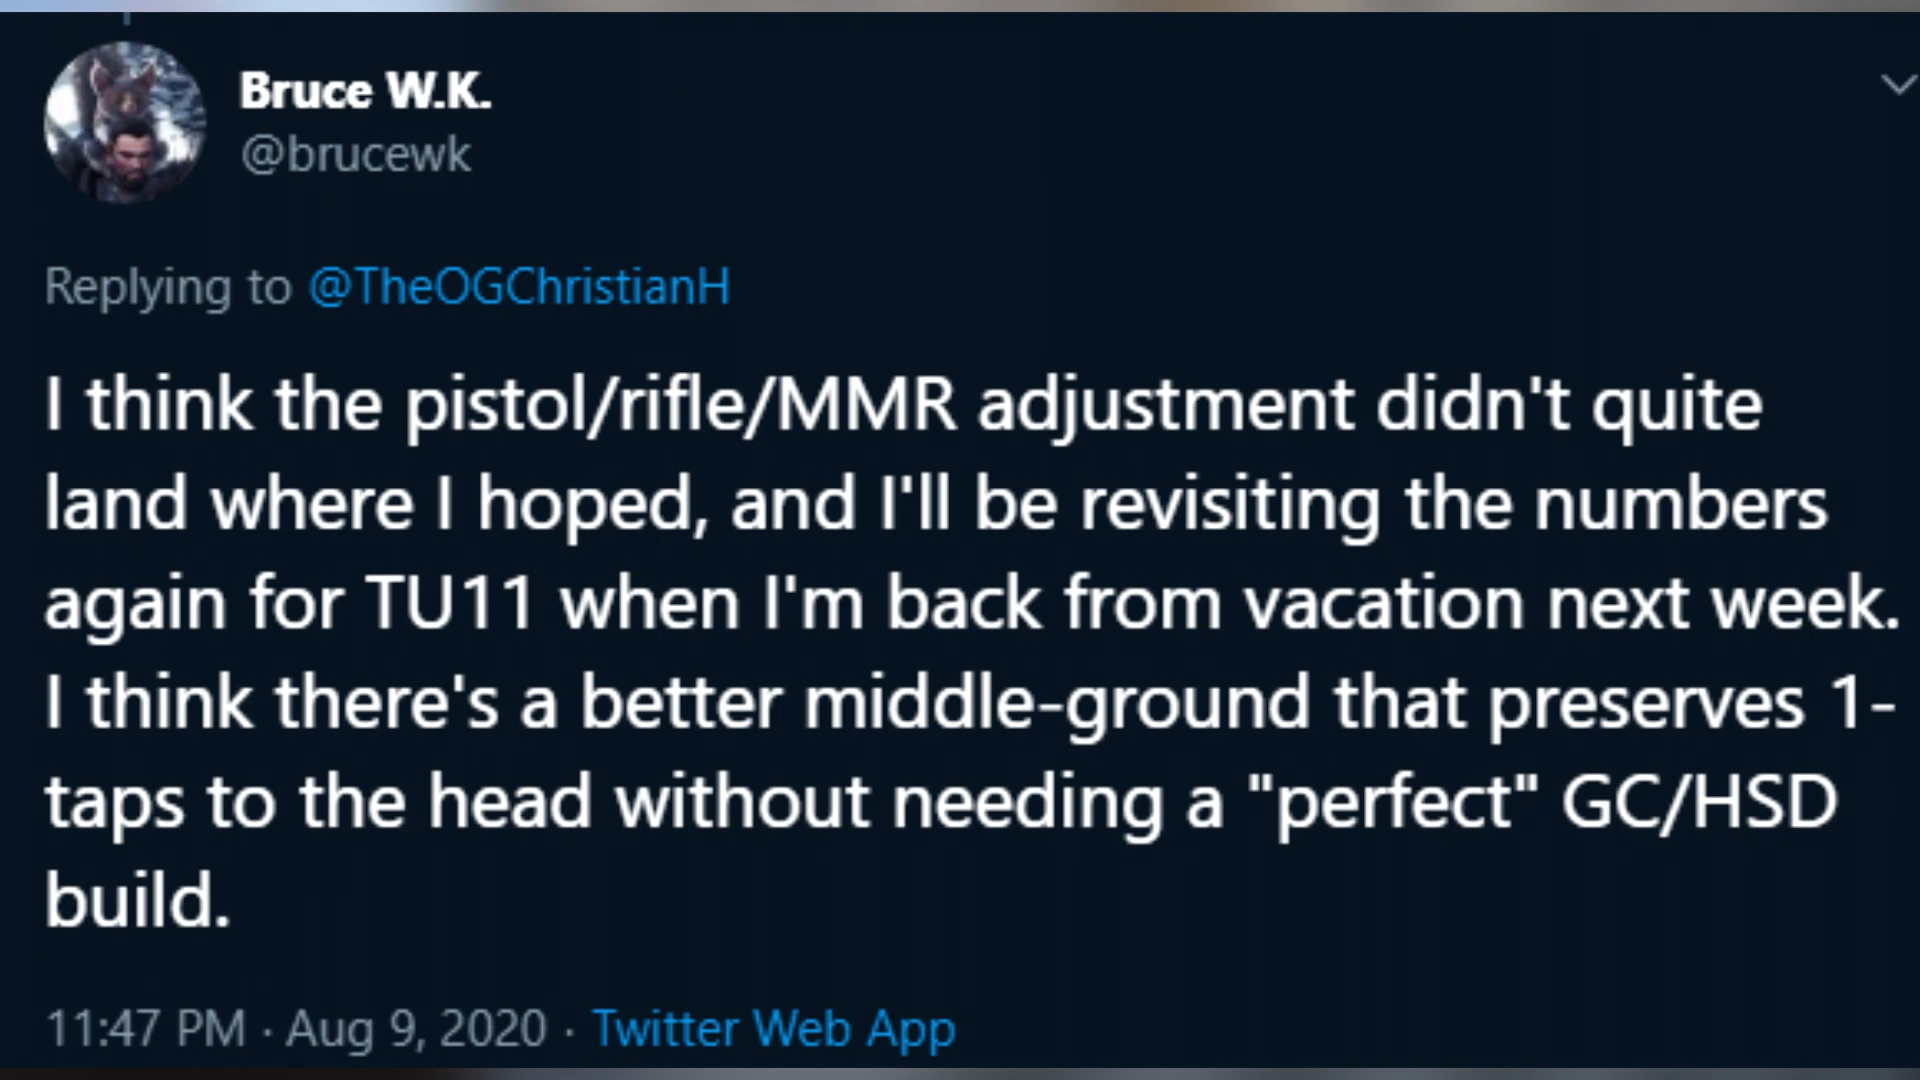 Bruce W.K.
@brucewk
Replying to @TheOGChristianH
I think the pistol/rifle/MMR adjustment didn't quite
land where I hoped, and I'll be revisiting the numbers
again for TU11 when I'm back from vacation next week.
I think there's a better middle-ground that preserves 1-
taps to the head without needing a "perfect" GC/HSD
build.
11:47 PM · Aug 9, 2020 · Twitter Web App